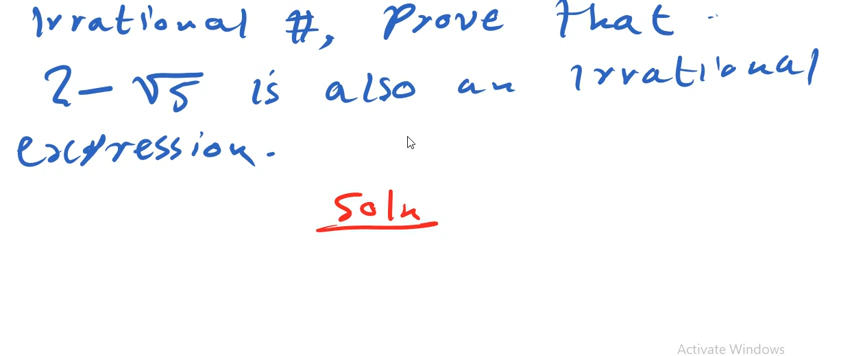 Irrational #, Prove that
2 - √5 is also an irrational
expression.
Soln
Activate Windows